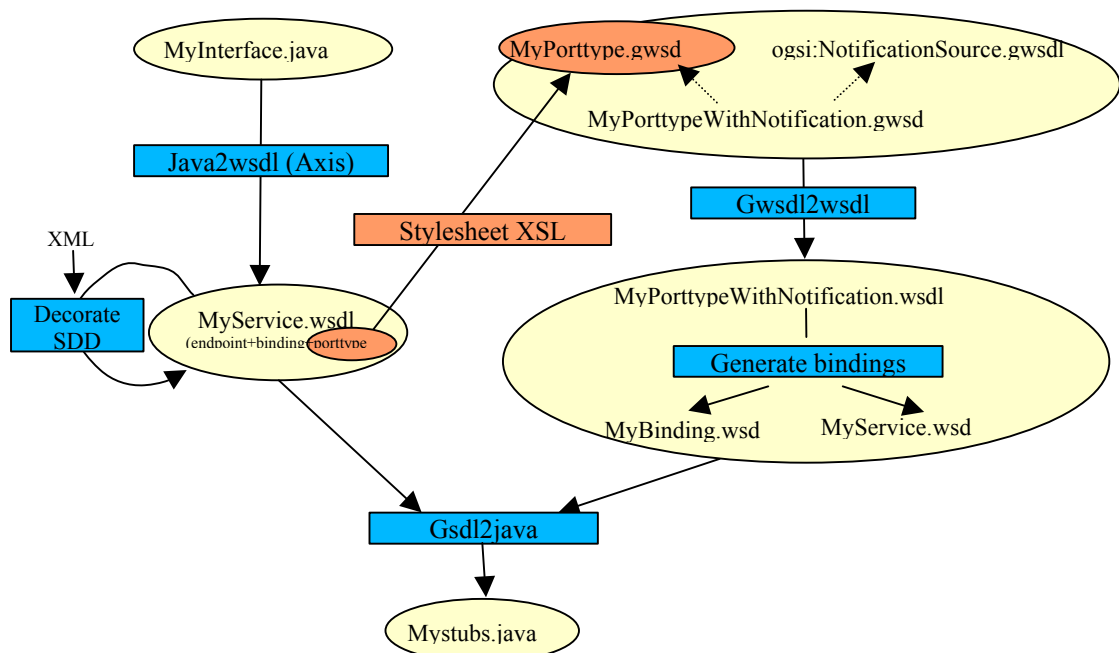 MyInterface.java
MyPorttype.gwsd
ogsi:NotificationSource.gwsdl
MyPorttypeWithNotification.gwsd
Java2wsdl (Axis)
Gwsdl2wsdl
Stylesheet XSL
XML
Decorate
SDD
MyService.wsdl
(endpoint+binding+porttype
MyPorttypeWithNotification.wsdl
Generate bindings
MyBinding.wsd
MyService.wsd
Gsdl2java
Mystubs.java